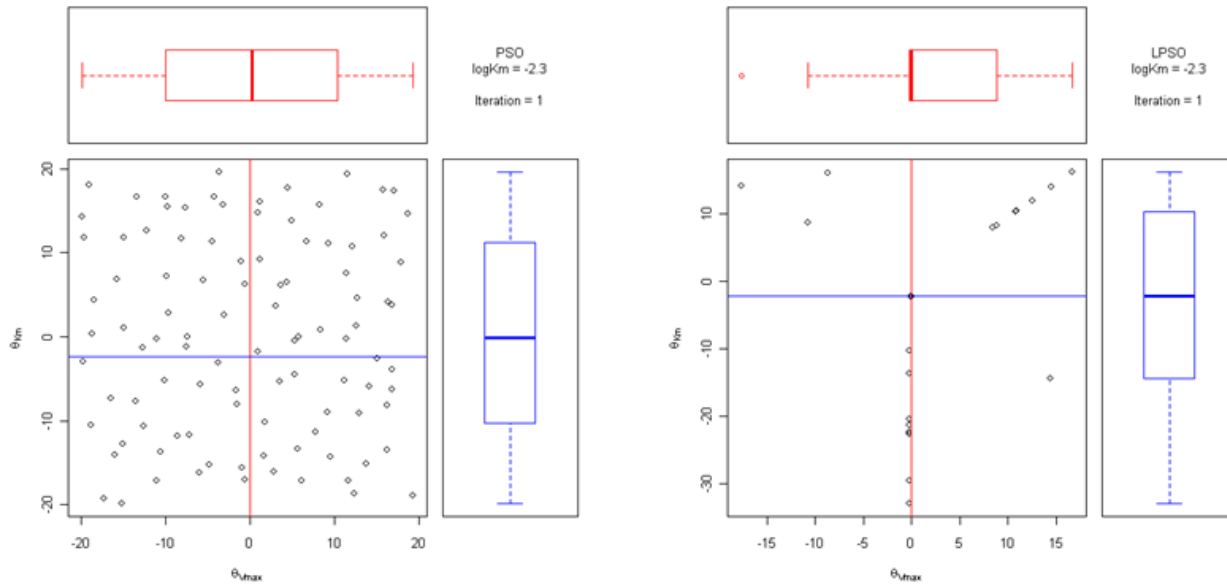 PSO
logKm = -2.3
Iteration = 1
20
10
0
-10
-20
θKm
-20
-10
0
10
20
θVmax
LPSO
logKm = -2.3
Iteration = 1
10
0
-10
-20
-30
θKm
-15
-10
-5
0
5
10
15
θVmax